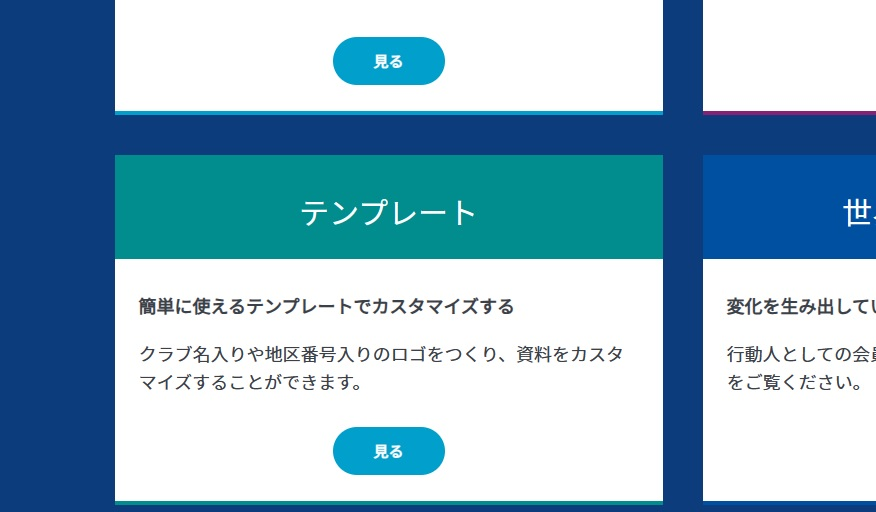 見る
テンプレート
簡単に使えるテンプレートでカスタマイズする
クラブ名入りや地区番号入りのロゴをつくり、資料をカスタ
マイズすることができます。
見る
世
変化を生み出してい
行動人としての会員
をご覧ください。